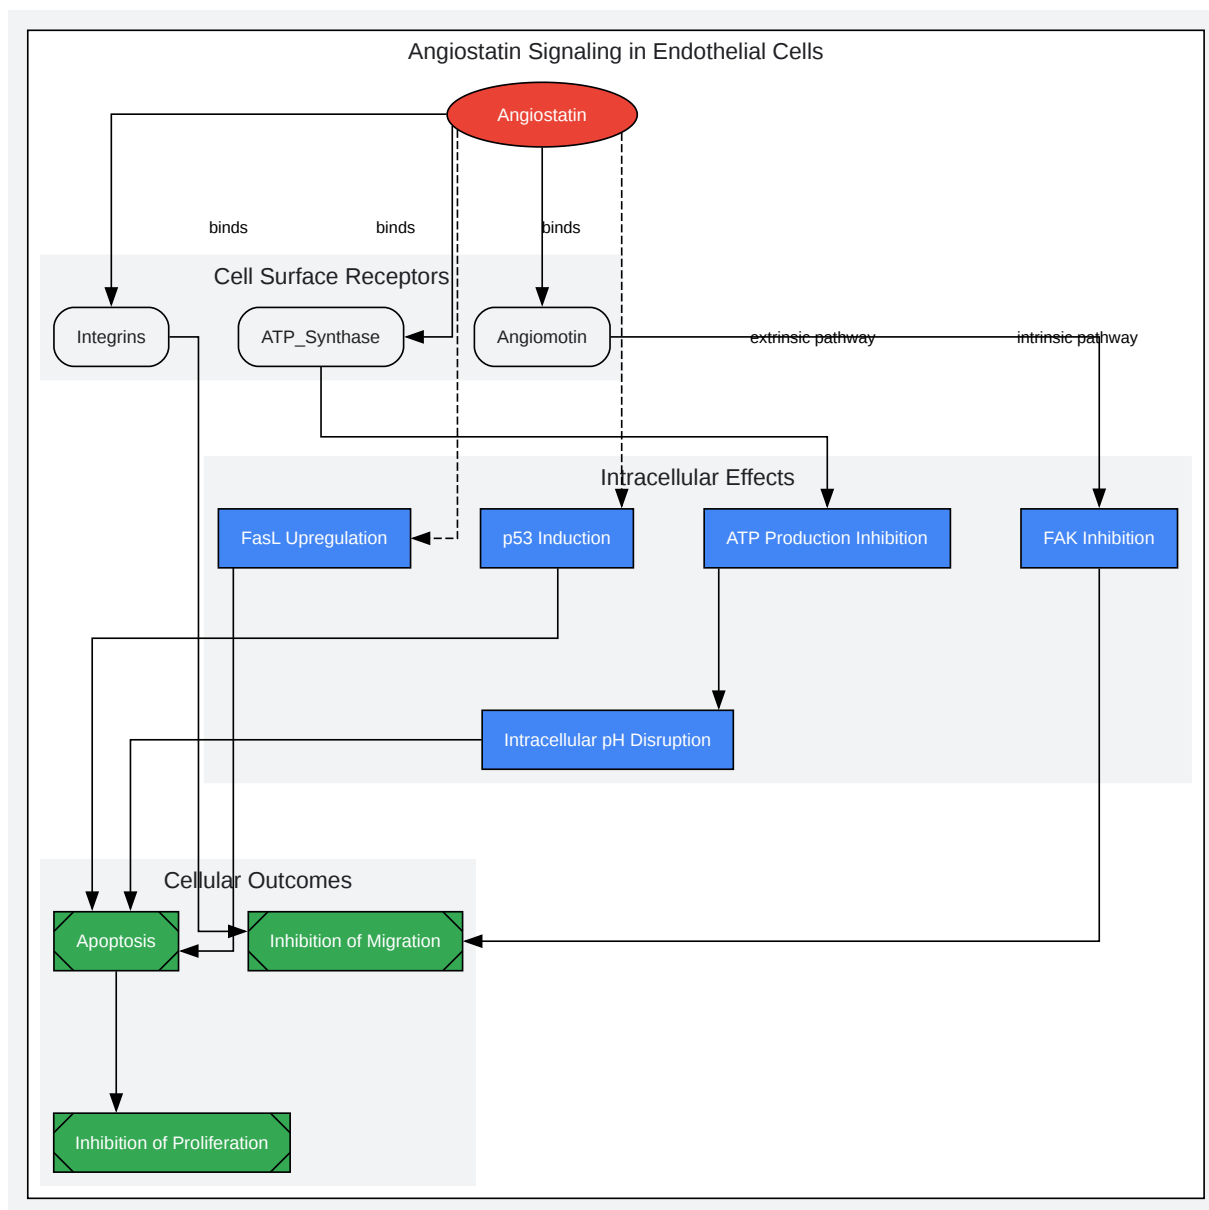 Angiostatin Signaling in Endothelial Cells
Angiostatin
binds
binds
binds
Cell Surface Receptors
Integrins
ATP_Synthase
Angiomotin
extrinsic pathway
intrinsic pathway
Intracellular Effects
FasL Upregulation
p53 Induction
ATP Production Inhibition
FAK Inhibition
Intracellular pH Disruption
Cellular Outcomes
Apoptosis
Inhibition of Migration
Inhibition of Proliferation